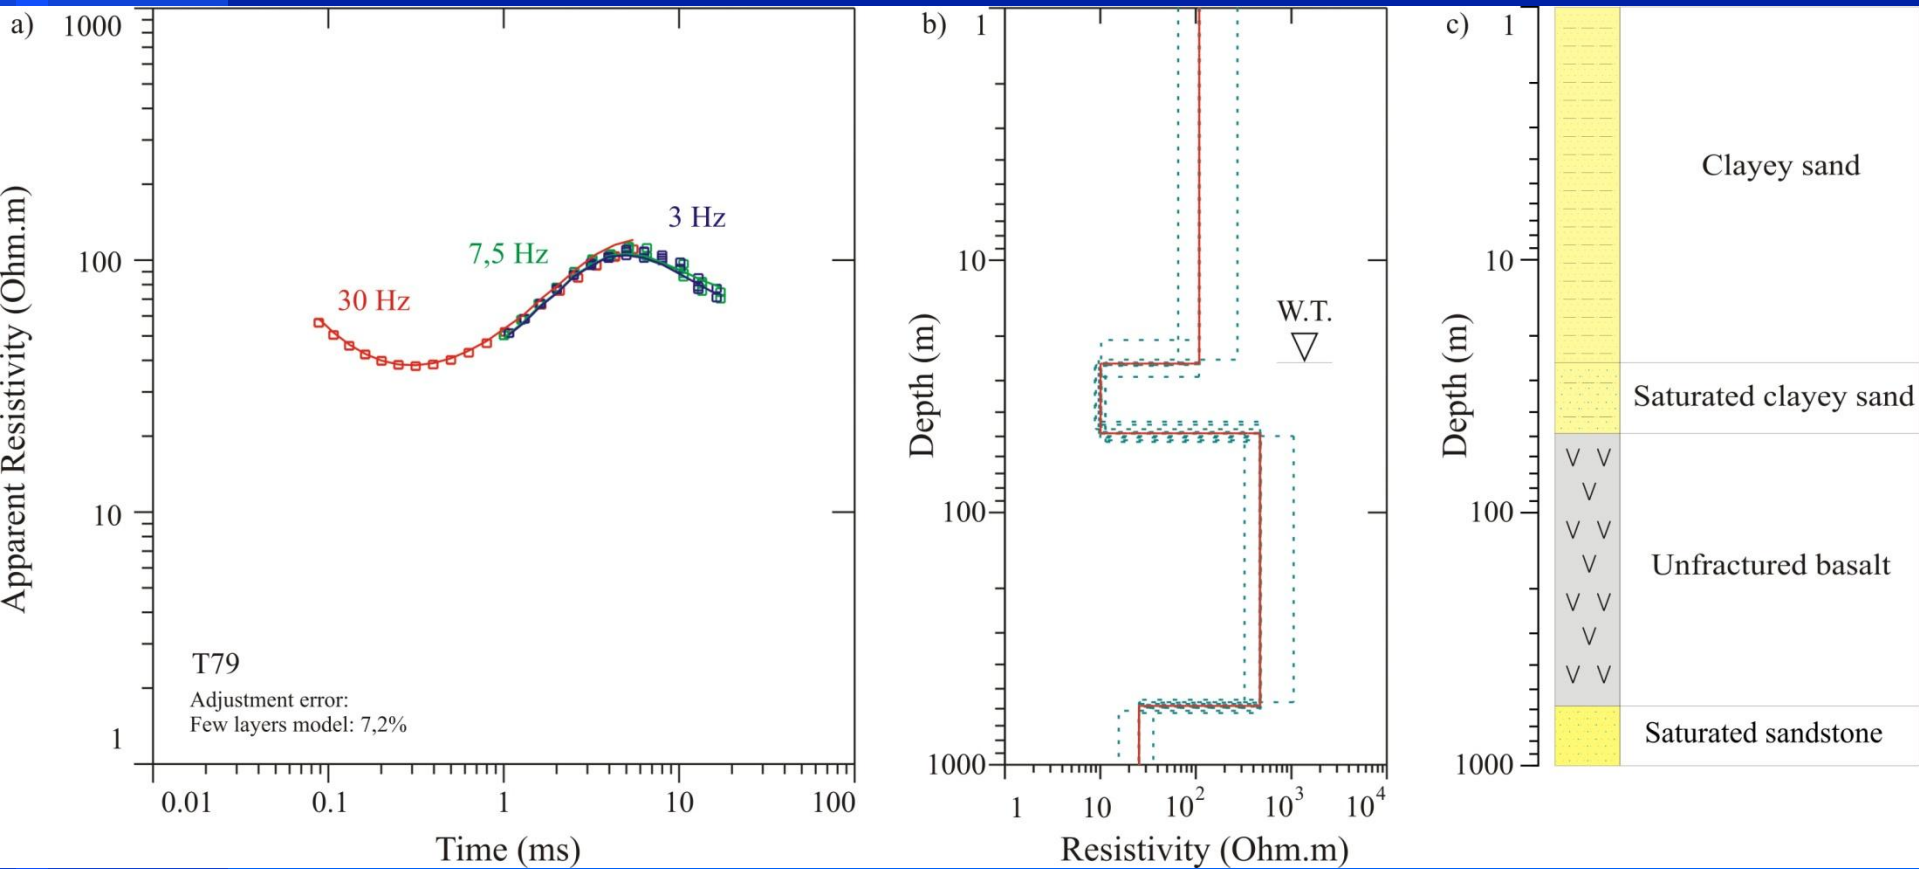 a)
1000
100
10
1
Apparent Resistivity (Ohm.m)
30 Hz
7,5 Hz
3 Hz
T79
Adjustment error:
Few layers model: 7,2%
0.01 0.1 1 10 100
Time (ms)
b)
1
10
100
1000
Depth (m)
W.T.
1 10 10² 10³ 10⁴
Resistivity (Ohm.m)
c)
1
10
100
1000
Depth (m)
Clayey sand
Saturated clayey sand
Unfractured basalt
Saturated sandstone